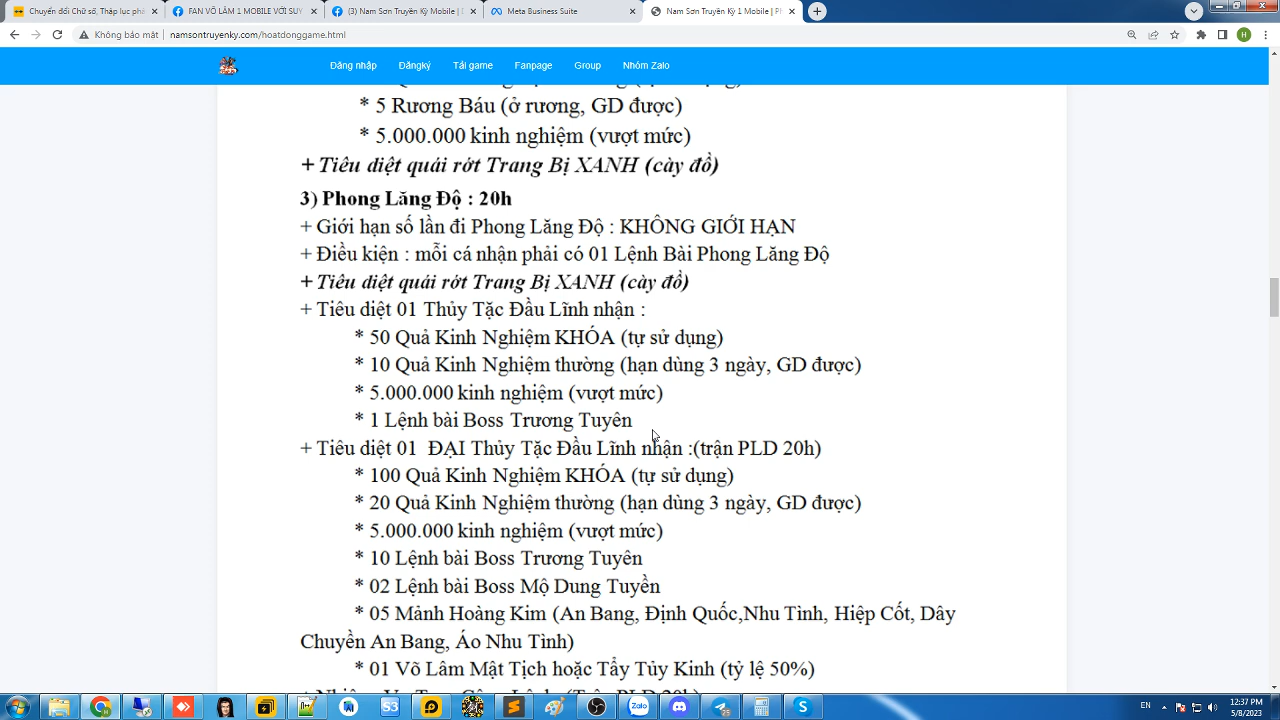 Chuyển đổi Chữ số, Thập lục phâ
FAN VÕ LÂM 1 MOBILE VỚI SUY
(3) Nam Sơn Truyền Kỳ Mobile |
Meta Business Suite
Nam Sơn Truyền Kỳ 1 Mobile | P
Không bảo mật | namsontruyenky.com/hoatdonggame.html
H
Đăng nhập Đăngký Tải game Fanpage Group Nhóm Zalo
* 5 Rương Báu (ở rương, GD được)
* 5.000.000 kinh nghiệm (vượt mức)
+ Tiêu diệt quái rớt Trang Bị XANH (cày đồ)
3) Phong Lăng Độ : 20h
+ Giới hạn số lần đi Phong Lăng Độ : KHÔNG GIỚI HẠN
+ Điều kiện : mỗi cá nhận phải có 01 Lệnh Bài Phong Lăng Độ
+ Tiêu diệt quái rớt Trang Bị XANH (cày đồ)
+ Tiêu diệt 01 Thủy Tặc Đầu Lĩnh nhận :
* 50 Quả Kinh Nghiệm KHÓA (tự sử dụng)
* 10 Quả Kinh Nghiệm thường (hạn dùng 3 ngày, GD được)
* 5.000.000 kinh nghiệm (vượt mức)
* 1 Lệnh bài Boss Trương Tuyên
+ Tiêu diệt 01 ĐẠI Thủy Tặc Đầu Lĩnh nhận :(trận PLD 20h)
* 100 Quả Kinh Nghiệm KHÓA (tự sử dụng)
* 20 Quả Kinh Nghiệm thường (hạn dùng 3 ngày, GD được)
* 5.000.000 kinh nghiệm (vượt mức)
* 10 Lệnh bài Boss Trương Tuyên
* 02 Lệnh bài Boss Mộ Dung Tuyền
* 05 Mảnh Hoàng Kim (An Bang, Định Quốc,Nhu Tình, Hiệp Cốt, Dây
Chuyền An Bang, Áo Nhu Tình)
* 01 Võ Lâm Mật Tịch hoặc Tẩy Tủy Kinh (tỷ lệ 50%)
EN
12:37 PM
5/8/2023